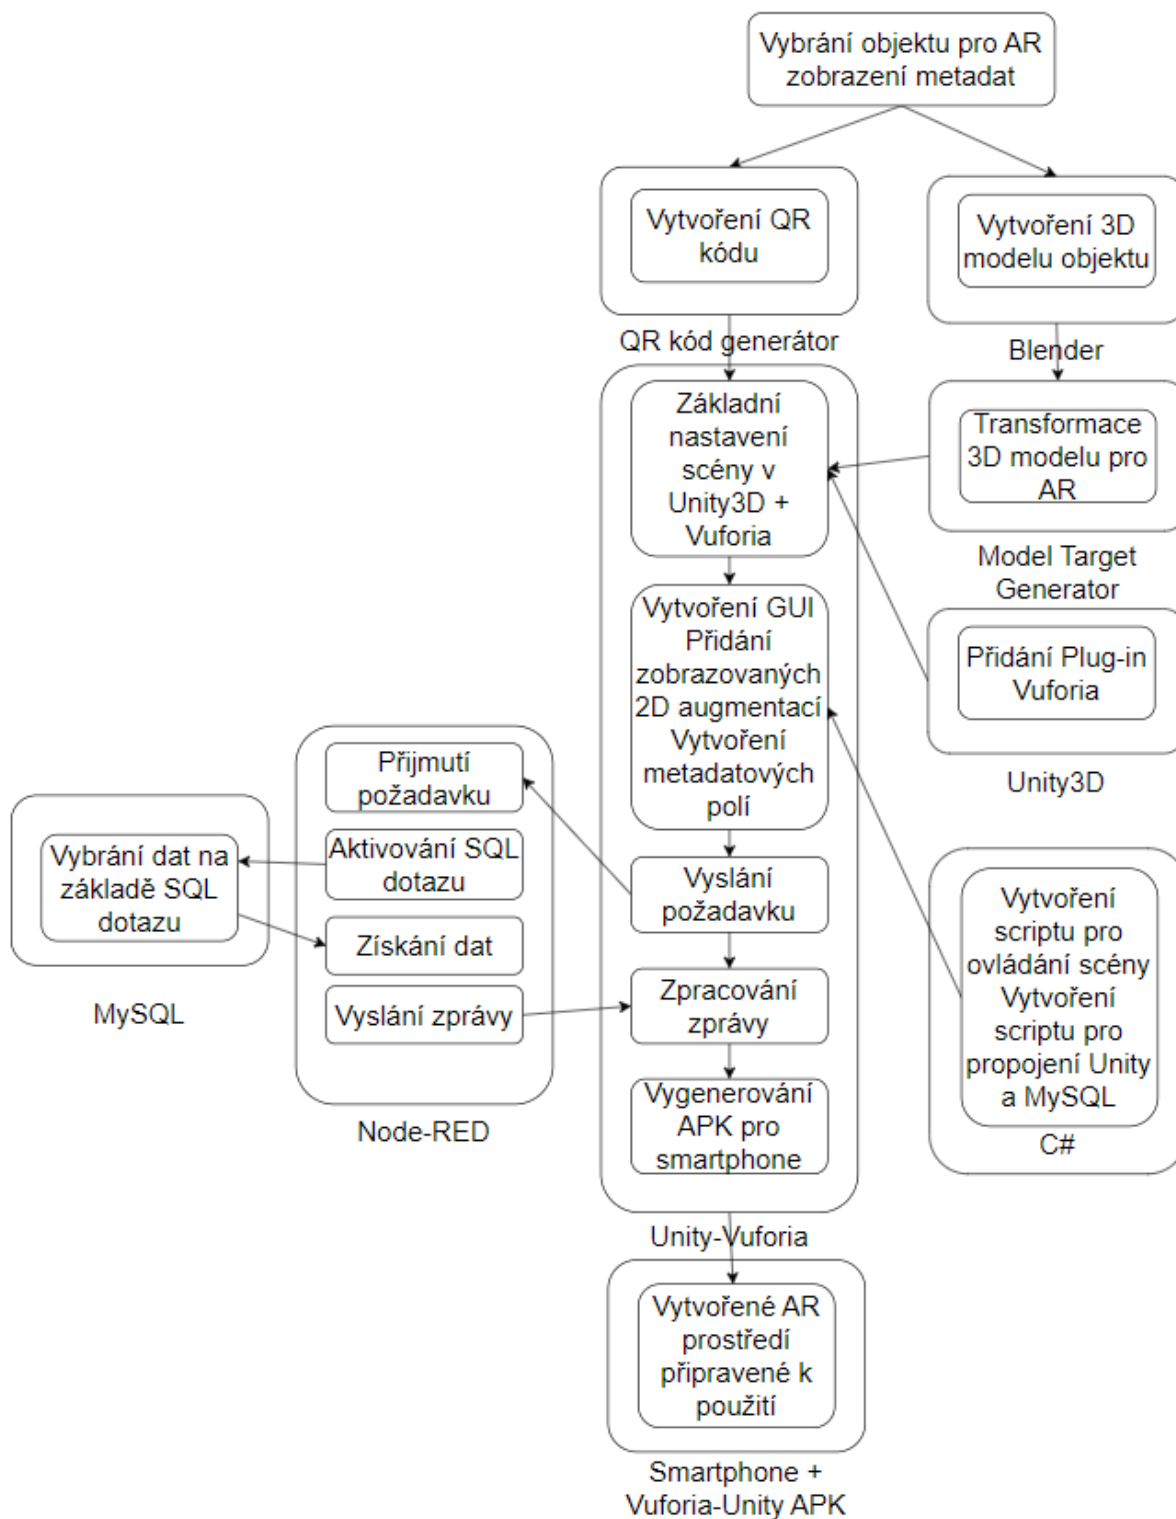 Vybrání objektu pro AR
zobrazení metadat
Vytvoření QR
kódu
QR kód generátor
Vytvoření 3D
modelu objektu
Blender
Základní
nastavení
scény v
Unity3D +
Vuforia
Transformace
3D modelu pro
AR
Model Target
Generator
Vytvoření GUI
Přidání
zobrazovaných
2D augmentací
Vytvoření
metadatových
polí
Přidání Plug-in
Vuforia
Unity3D
Přijmutí
požadavku
Aktivování SQL
dotazu
Získání dat
Vyslání zprávy
Node-RED
Vybrání dat na
základě SQL
dotazu
MySQL
Vyslání
požadavku
Zpracování
zprávy
Vygenerování
APK pro
smartphone
Unity-Vuforia
Vytvoření
scriptu pro
ovládání scény
Vytvoření
scriptu pro
propojení Unity
a MySQL
C#
Vytvořené AR
prostředí
připravené k
použití
Smartphone +
Vuforia-Unity APK